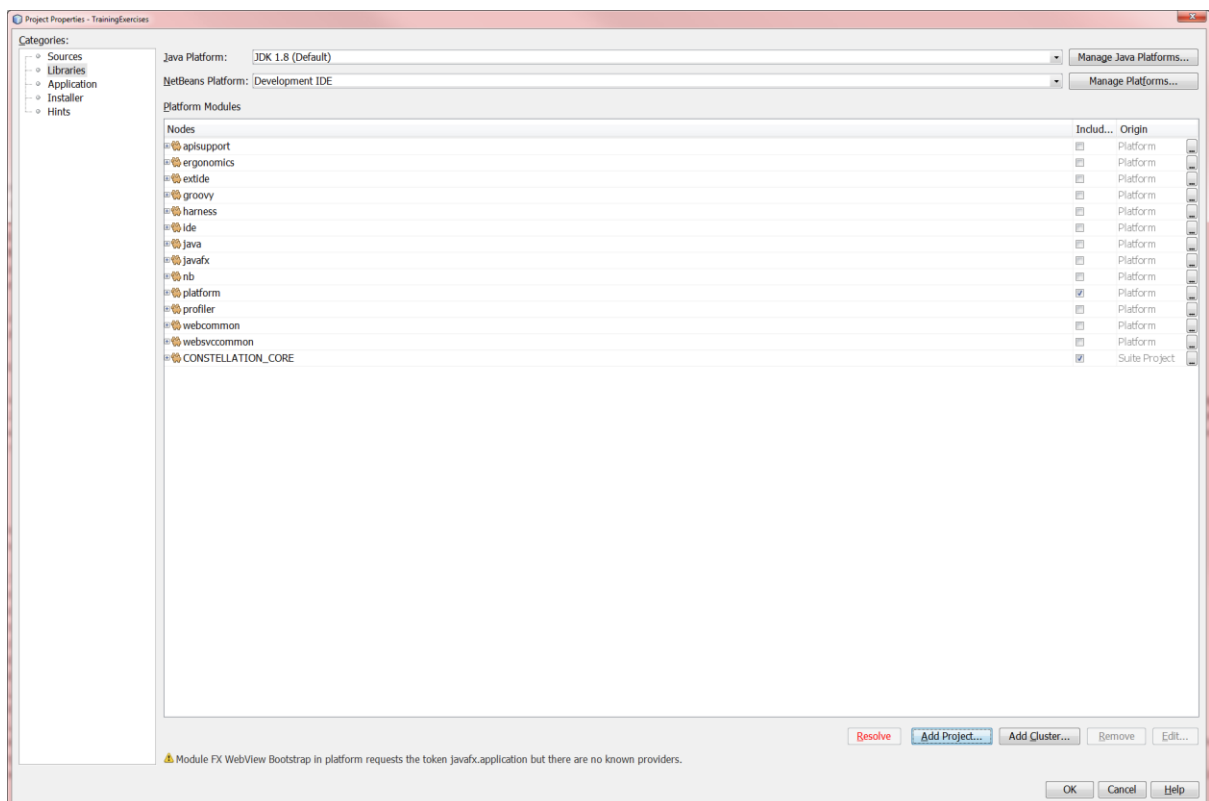 Project Properties - TrainingExercises
Categories:
Sources
Libraries
Application
Installer
Hints
Java Platform: JDK 1.8 (Default) Manage Java Platforms...
NetBeans Platform: Development IDE Manage Platforms...
Platform Modules
Nodes Includ... Origin
apisupport Platform ...
ergonomics Platform ...
extide Platform ...
groovy Platform ...
harness Platform ...
ide Platform ...
java Platform ...
javafx Platform ...
nb Platform ...
platform Platform ...
profiler Platform ...
webcommon Platform ...
websvccommon Platform ...
CONSTELLATION_CORE Suite Project ...
Resolve Add Project... Add Cluster... Remove Edit...
Module FX WebView Bootstrap in platform requests the token javafx.application but there are no known providers.
OK Cancel Help